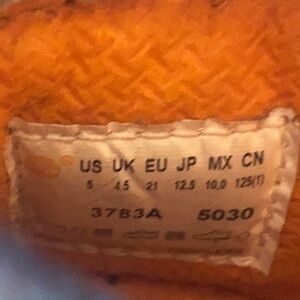 US UK EU JP MX CN
5 4.5 21 12.5 10.0 125(1)
3783A 5030